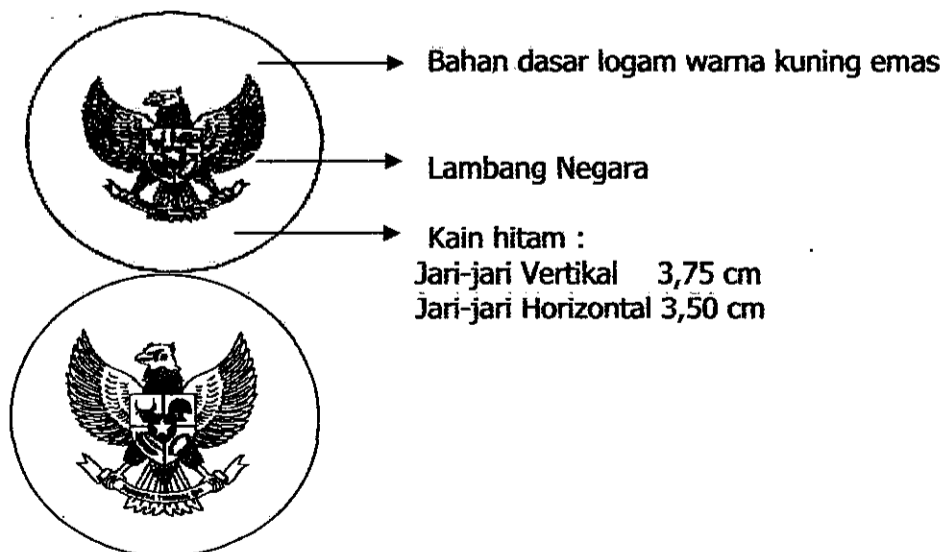 Bahan dasar logam warna kuning emas
Lambang Negara
Kain hitam :
Jari-jari Vertikal 3,75 cm
Jari-jari Horizontal 3,50 cm